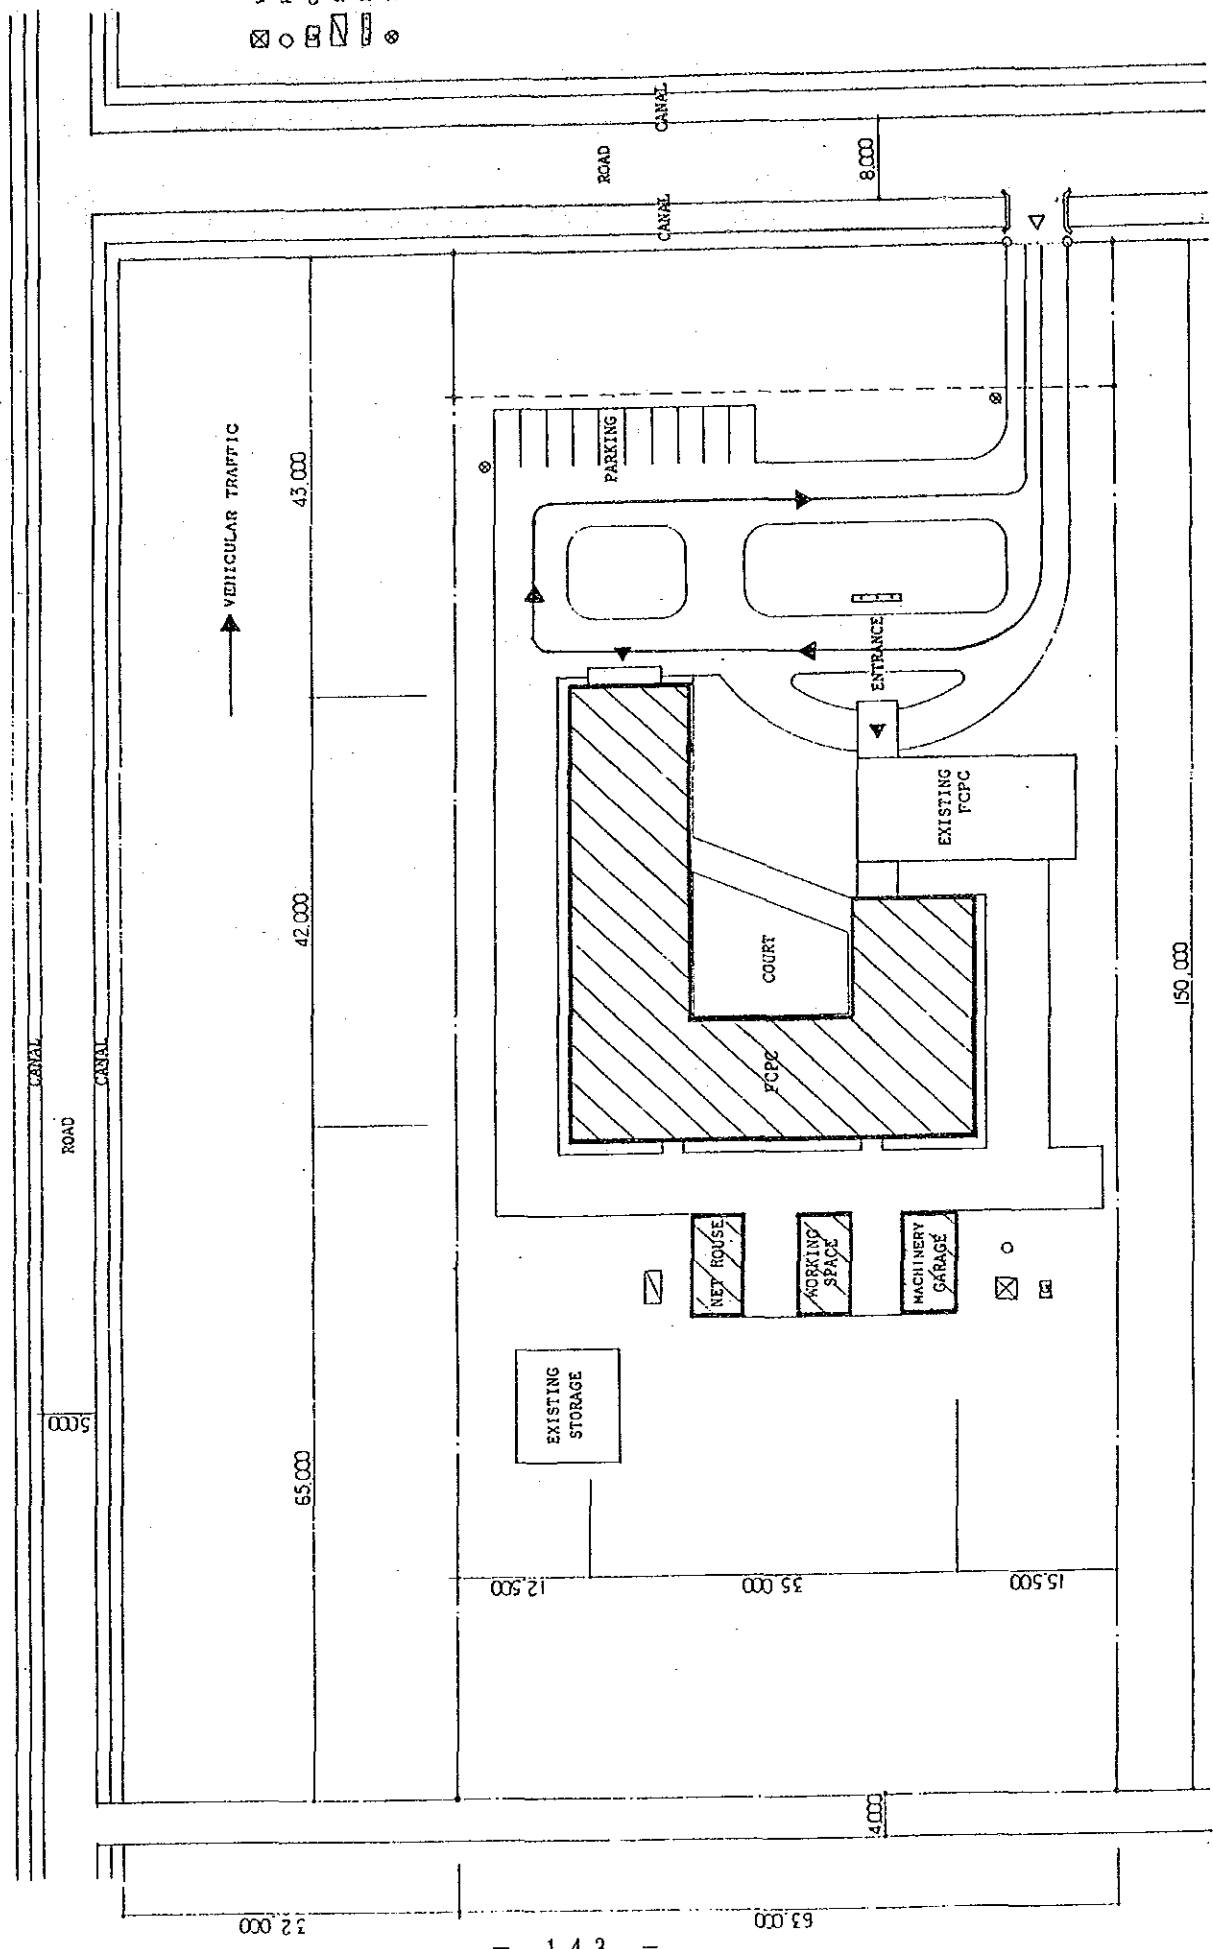 CANAL
ROAD
CANAL
8.000
VEHICULAR TRAFFIC
43,000
PARKING
ENTRANCE
EXISTING
FCPC
42,000
COURT
FCPC
150,000
CANAL
CANAL
ROAD
NET HOUSE
WORKING
SPACE
MACHINERY
GARAGE
EXISTING
STORAGE
5.000
65,000
12.500
35.000
15.500
4.000
32.000
63.000
— 143 —